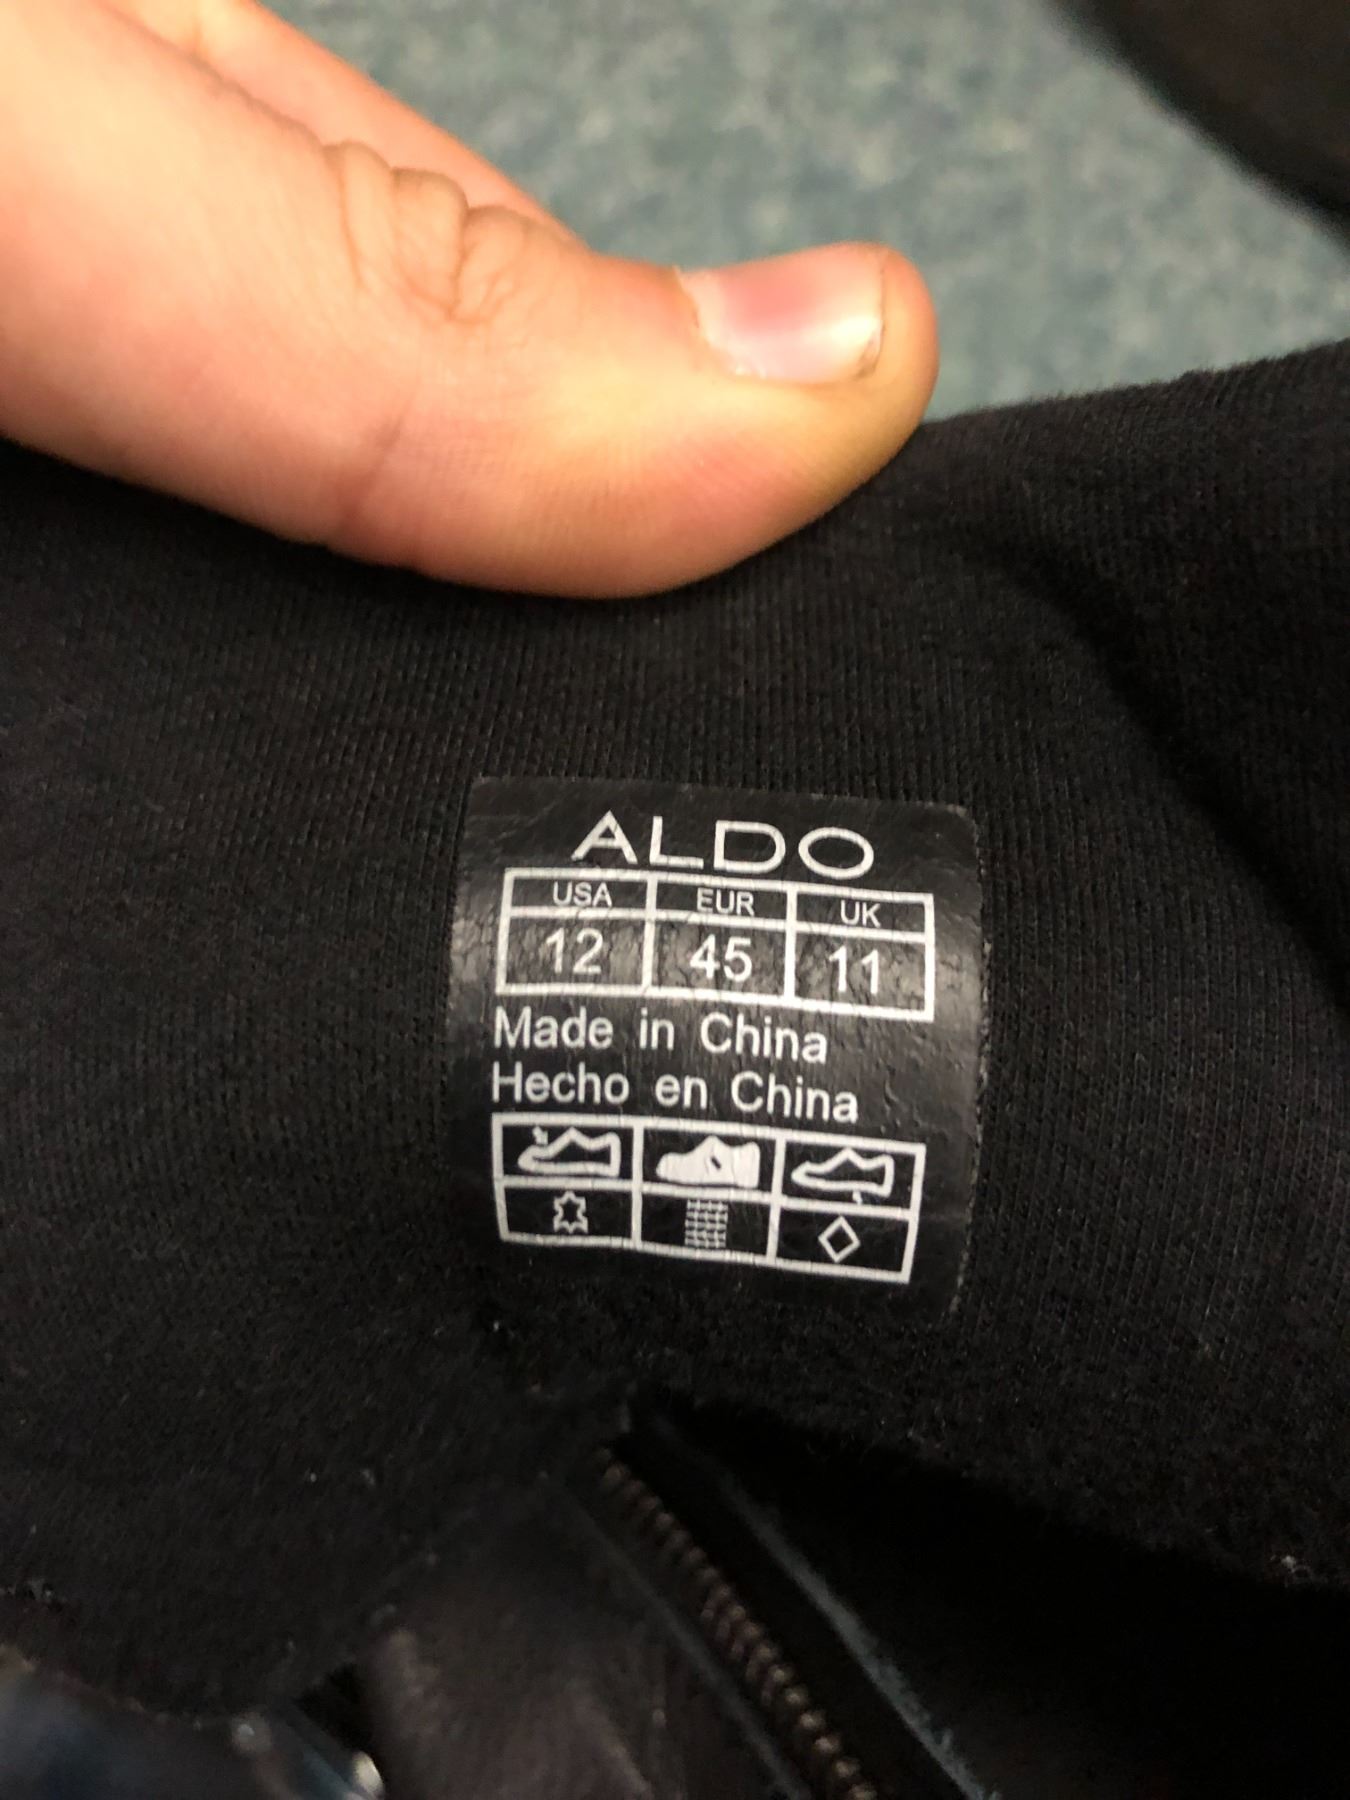 ALDO
USA EUR UK
12 45 11
Made in China
Hecho en China